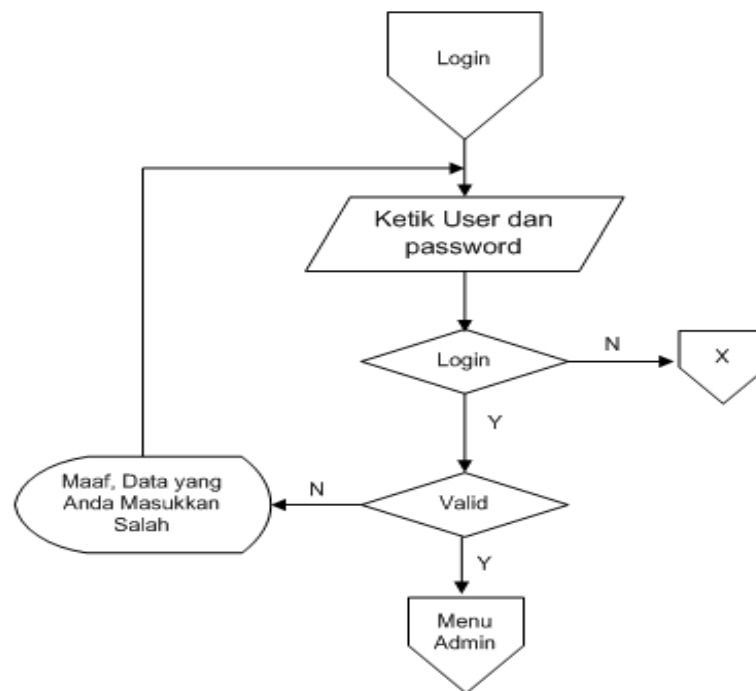 Login
Ketik User dan
password
Login
N
X
Y
Maaf, Data yang
Anda Masukkan
Salah
N
Valid
Y
Menu
Admin